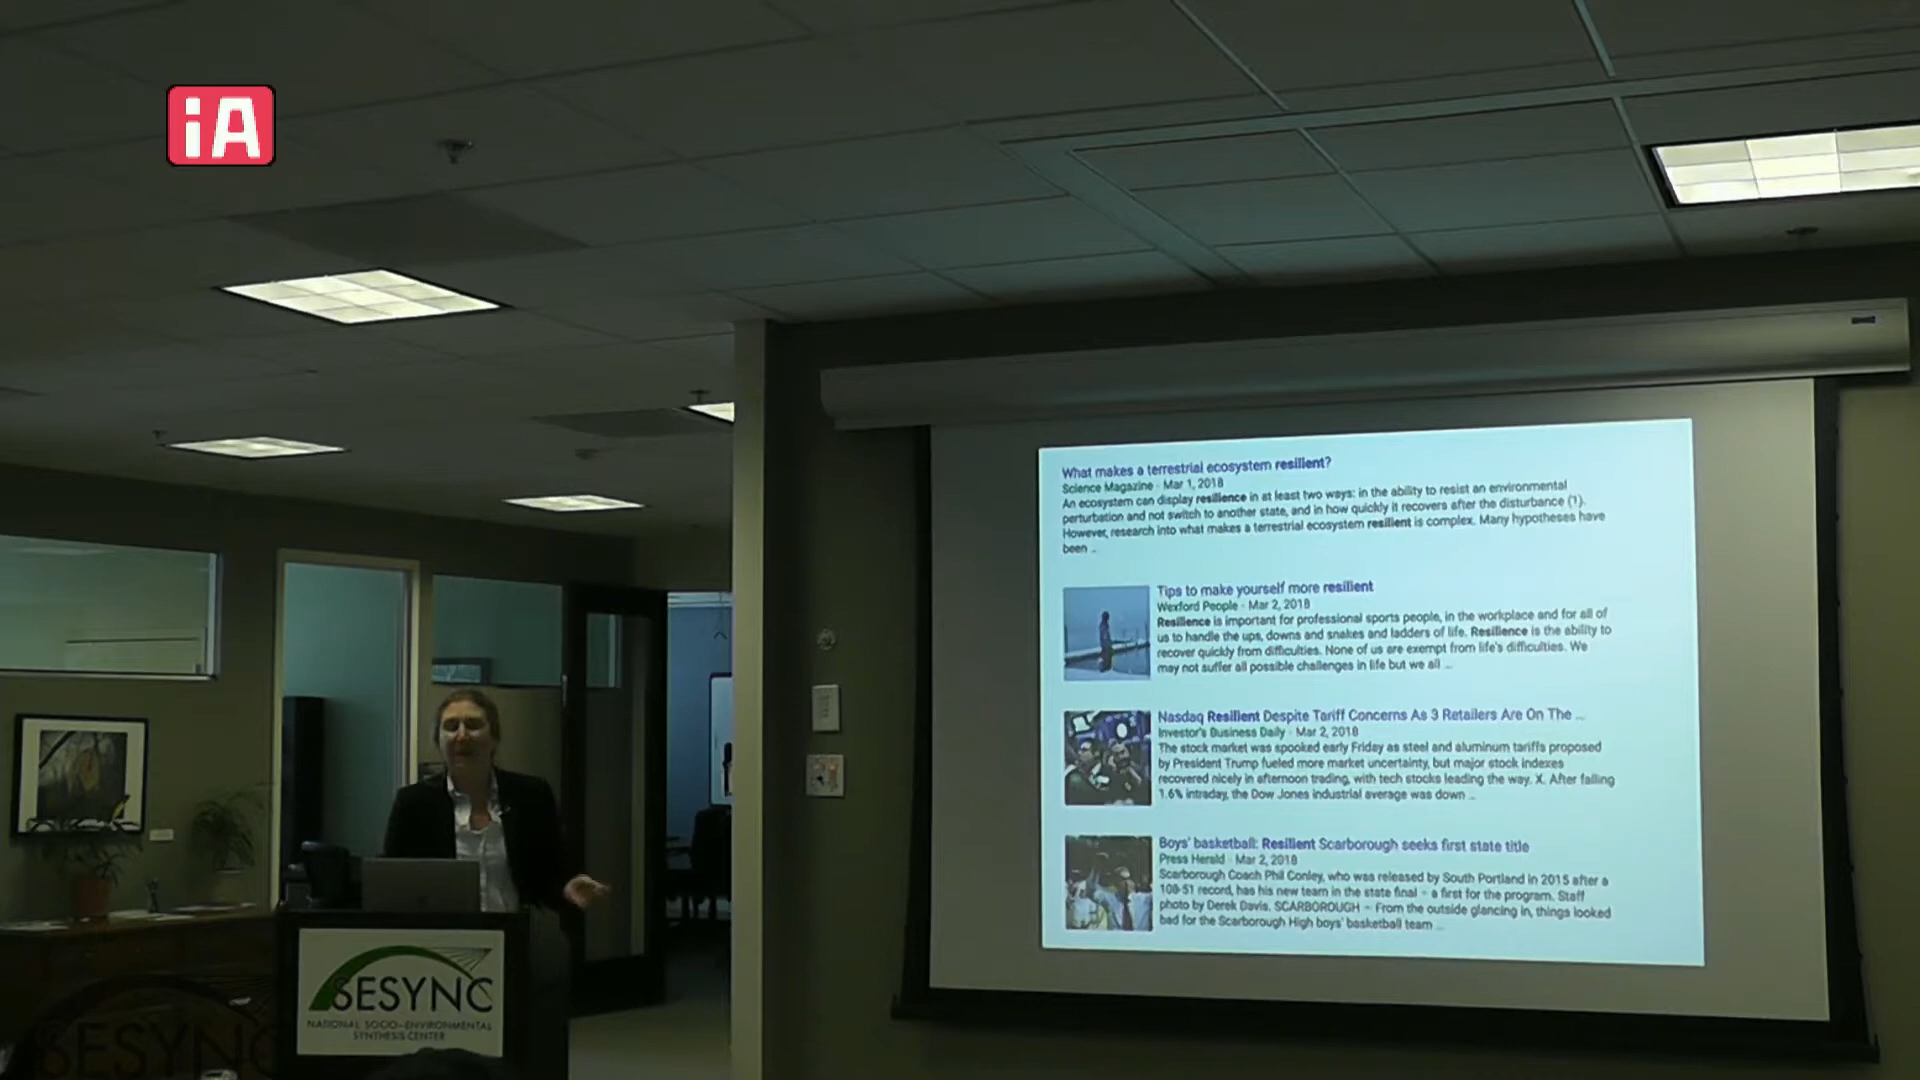 iA
What makes a terrestrial ecosystem resilient?
Science Magazine - Mar 1, 2018
An ecosystem can display resilience in at least two ways: in the ability to resist an environmental
perturbation and not switch to another state, and in how quickly it recovers after the disturbance (1).
However, research into what makes a terrestrial ecosystem resilient is complex. Many hypotheses have
been ...
Tips to make yourself more resilient
Wexford People - Mar 2, 2018
Resilience is important for professional sports people, in the workplace and for all of
us to handle the ups, downs and snakes and ladders of life. Resilience is the ability to
recover quickly from difficulties. None of us are exempt from life's difficulties. We
may not suffer all possible challenges in life but we all ...
Nasdaq Resilient Despite Tariff Concerns As 3 Retailers Are On The ...
Investor's Business Daily - Mar 2, 2018
The stock market was spooked early Friday as steel and aluminum tariffs proposed
by President Trump fueled more market uncertainty, but major stock indexes
recovered nicely in afternoon trading, with tech stocks leading the way. X. After falling
1.6% intraday, the Dow Jones industrial average was down ...
Boys' basketball: Resilient Scarborough seeks first state title
Press Herald - Mar 2, 2018
Scarborough Coach Phil Conley, who was released by South Portland in 2015 after a
108-51 record, has his new team in the state final – a first for the program. Staff
photo by Derek Davis. SCARBOROUGH – From the outside glancing in, things looked
bad for the Scarborough High boys' basketball team ...
SESYNC
NATIONAL SOCIO-ENVIRONMENTAL
SYNTHESIS CENTER
SESYNC